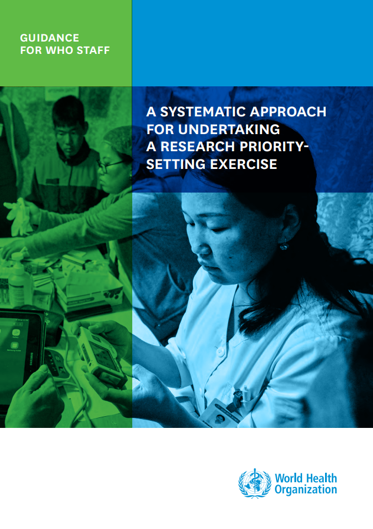 GUIDANCE
FOR WHO STAFF
A SYSTEMATIC APPROACH
FOR UNDERTAKING
A RESEARCH PRIORITY-
SETTING EXERCISE
World Health
Organization